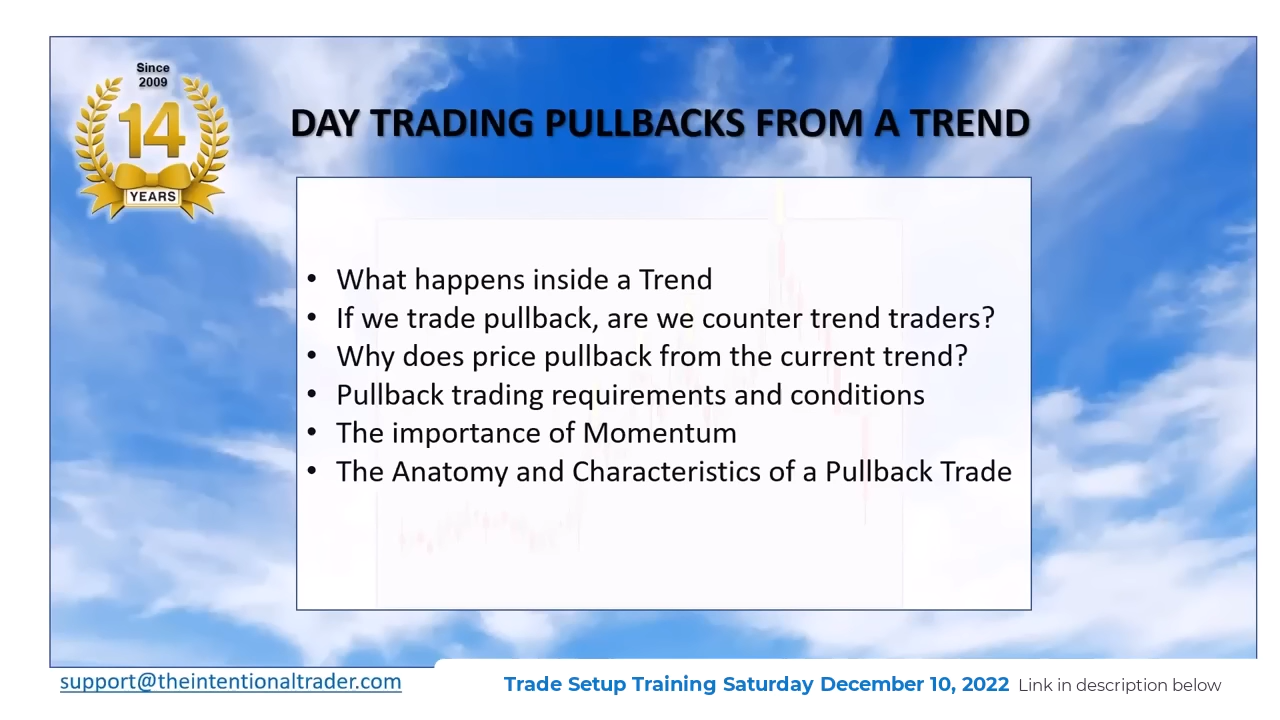 Since
2009
14
YEARS
DAY TRADING PULLBACKS FROM A TREND
• What happens inside a Trend
• If we trade pullback, are we counter trend traders?
• Why does price pullback from the current trend?
• Pullback trading requirements and conditions
• The importance of Momentum
• The Anatomy and Characteristics of a Pullback Trade
support@theintentionaltrader.com
Trade Setup Training Saturday December 10, 2022 Link in description below